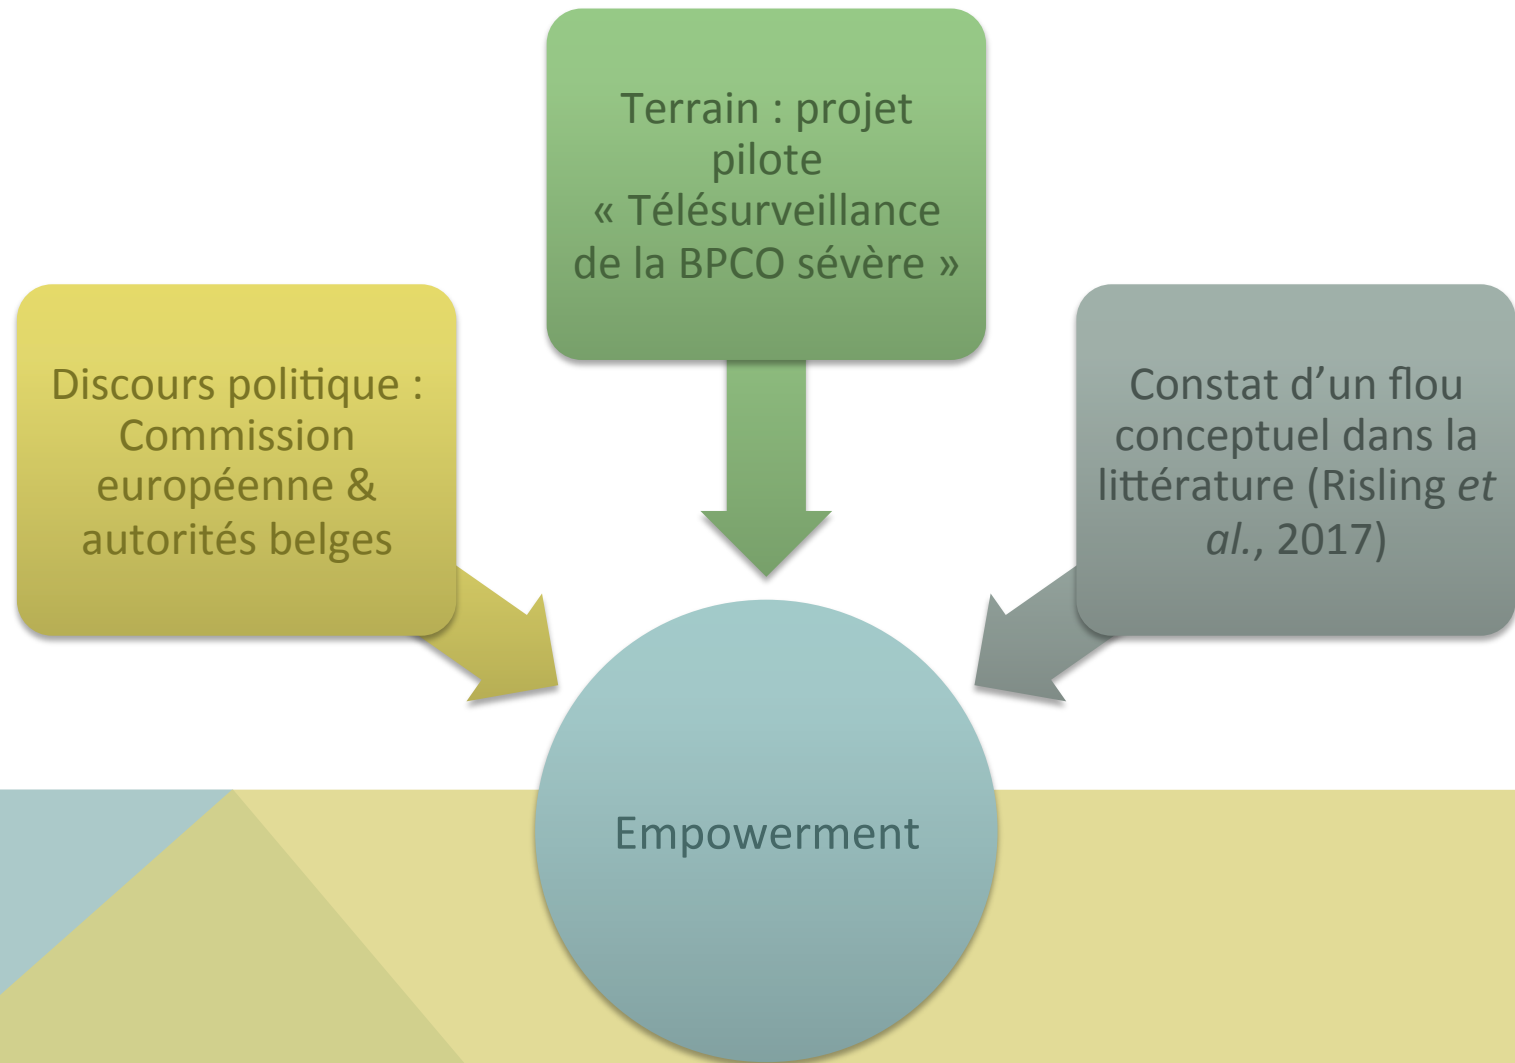 Terrain : projet
pilote
« Télésurveillance
de la BPCO sévère »
Discours politique :
Commission
européenne &
autorités belges
Constat d’un flou
conceptuel dans la
littérature (Risling et
al., 2017)
Empowerment